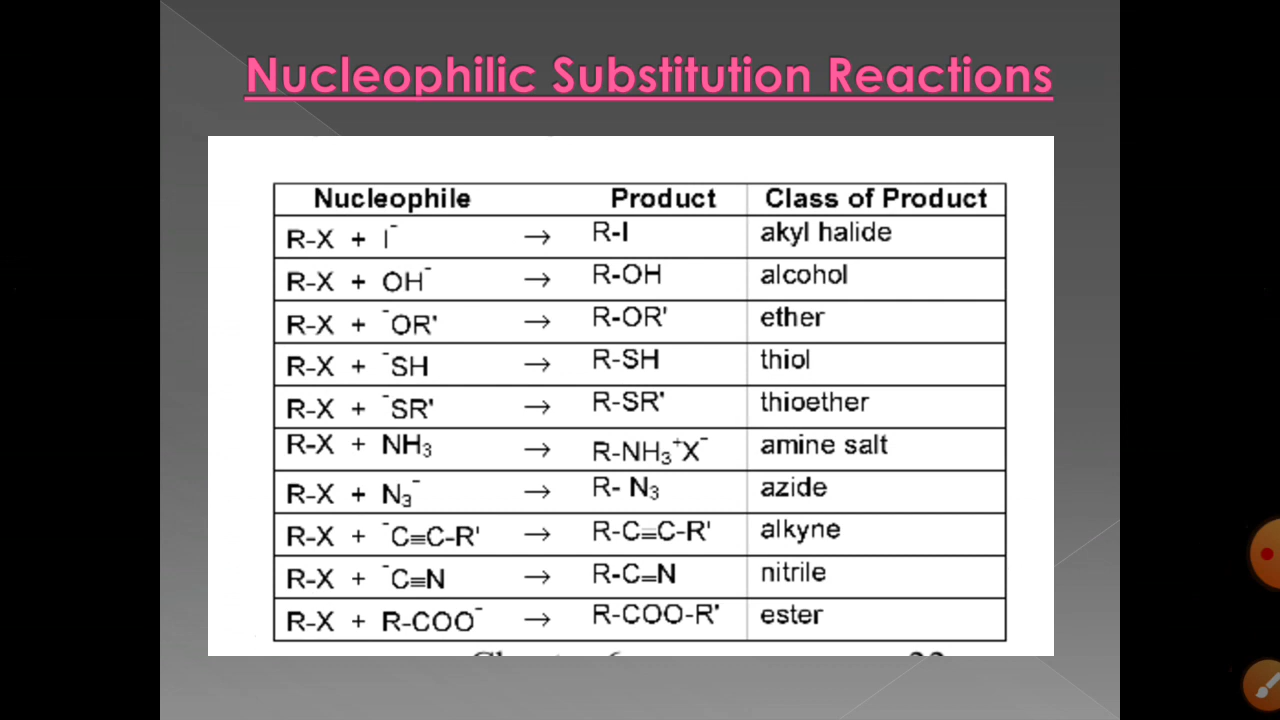 Nucleophilic Substitution Reactions
Nucleophile Product Class of Product
R-X + I⁻ → R-I akyl halide
R-X + OH⁻ → R-OH alcohol
R-X + ⁻OR' → R-OR' ether
R-X + ⁻SH → R-SH thiol
R-X + ⁻SR' → R-SR' thioether
R-X + NH₃ → R-NH₃⁺X⁻ amine salt
R-X + N₃⁻ → R- N₃ azide
R-X + ⁻C≡C-R' → R-C≡C-R' alkyne
R-X + ⁻C≡N → R-C≡N nitrile
R-X + R-COO⁻ → R-COO-R' ester